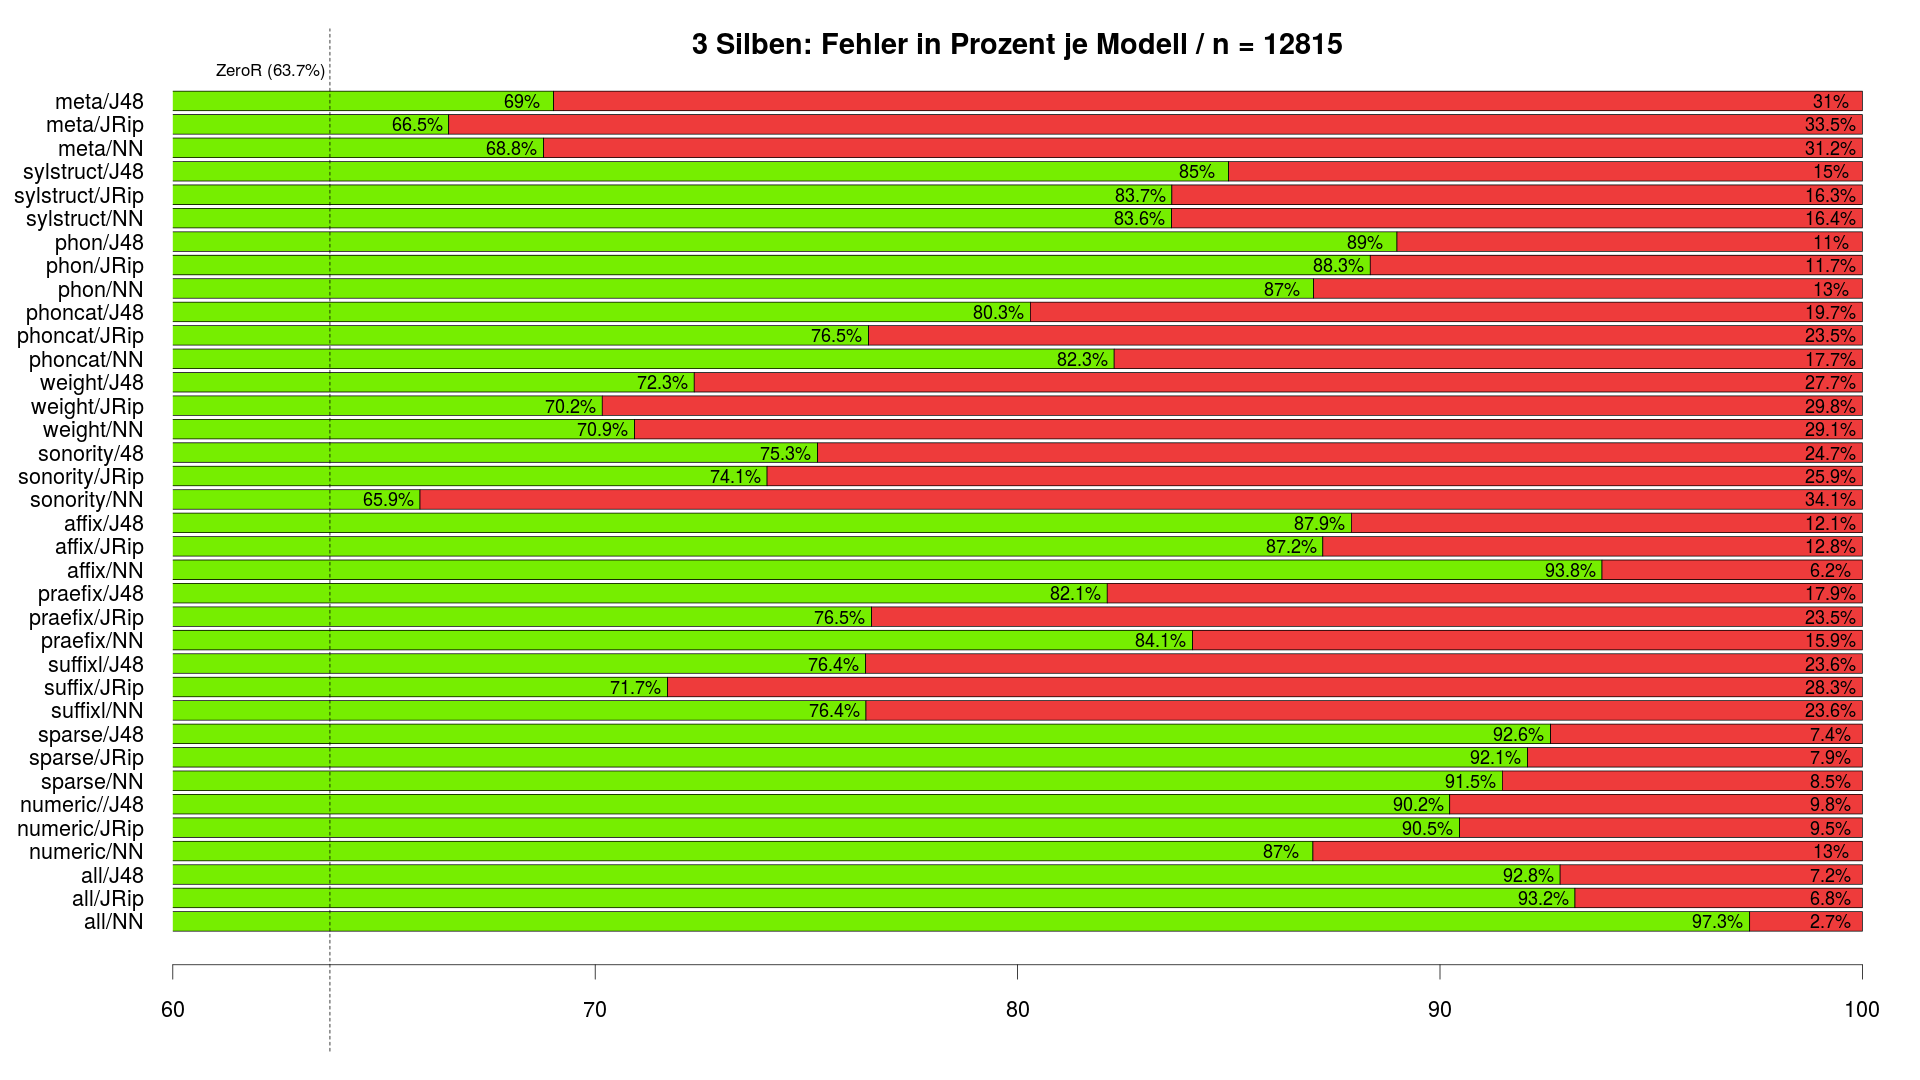 3 Silben: Fehler in Prozent je Modell / n = 12815
ZeroR (63.7%)
meta/J48 69% 31%
meta/JRip 66.5% 33.5%
meta/NN 68.8% 31.2%
sylstruct/J48 85% 15%
sylstruct/JRip 83.7% 16.3%
sylstruct/NN 83.6% 16.4%
phon/J48 89% 11%
phon/JRip 88.3% 11.7%
phon/NN 87% 13%
phoncat/J48 80.3% 19.7%
phoncat/JRip 76.5% 23.5%
phoncat/NN 82.3% 17.7%
weight/J48 72.3% 27.7%
weight/JRip 70.2% 29.8%
weight/NN 70.9% 29.1%
sonority/48 75.3% 24.7%
sonority/JRip 74.1% 25.9%
sonority/NN 65.9% 34.1%
affix/J48 87.9% 12.1%
affix/JRip 87.2% 12.8%
affix/NN 93.8% 6.2%
praefix/J48 82.1% 17.9%
praefix/JRip 76.5% 23.5%
praefix/NN 84.1% 15.9%
suffixl/J48 76.4% 23.6%
suffix/JRip 71.7% 28.3%
suffixl/NN 76.4% 23.6%
sparse/J48 92.6% 7.4%
sparse/JRip 92.1% 7.9%
sparse/NN 91.5% 8.5%
numeric//J48 90.2% 9.8%
numeric/JRip 90.5% 9.5%
numeric/NN 87% 13%
all/J48 92.8% 7.2%
all/JRip 93.2% 6.8%
all/NN 97.3% 2.7%
60 70 80 90 100